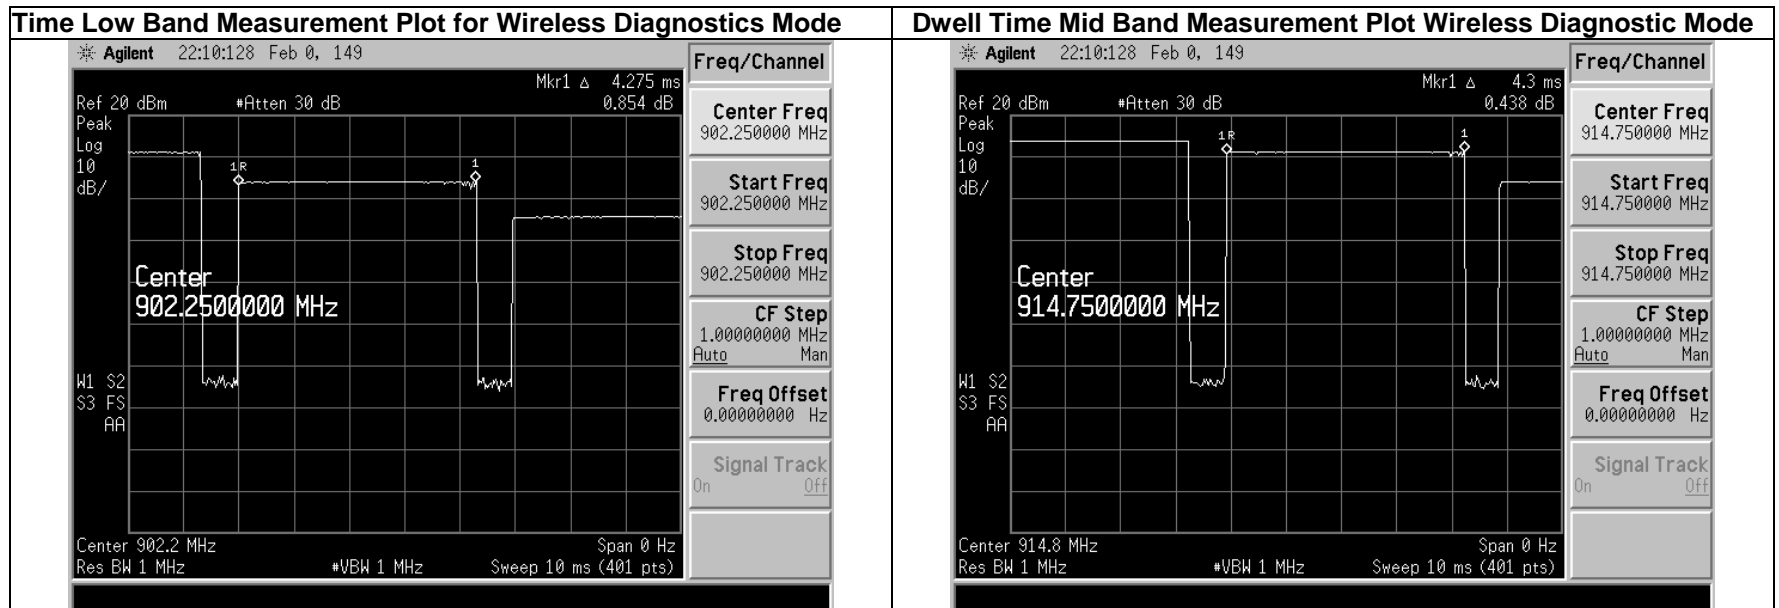 Time Low Band Measurement Plot for Wireless Diagnostics Mode
Agilent 22:10:128 Feb 0, 149
Mkr1 Δ 4.275 ms
Ref 20 dBm #Atten 30 dB 0.854 dB
Peak
Log
10
dB/
1R
1
Center
902.2500000 MHz
W1 S2
S3 FS
AA
Center 902.2 MHz Span 0 Hz
Res BW 1 MHz #VBW 1 MHz Sweep 10 ms (401 pts)
Freq/Channel
Center Freq
902.250000 MHz
Start Freq
902.250000 MHz
Stop Freq
902.250000 MHz
CF Step
1.00000000 MHz
Auto Man
Freq Offset
0.00000000 Hz
Signal Track
On Off
Dwell Time Mid Band Measurement Plot Wireless Diagnostic Mode
Agilent 22:10:128 Feb 0, 149
Mkr1 Δ 4.3 ms
Ref 20 dBm #Atten 30 dB 0.438 dB
Peak
Log
10
dB/
1R
1
Center
914.7500000 MHz
W1 S2
S3 FS
AA
Center 914.8 MHz Span 0 Hz
Res BW 1 MHz #VBW 1 MHz Sweep 10 ms (401 pts)
Freq/Channel
Center Freq
914.750000 MHz
Start Freq
914.750000 MHz
Stop Freq
914.750000 MHz
CF Step
1.00000000 MHz
Auto Man
Freq Offset
0.00000000 Hz
Signal Track
On Off